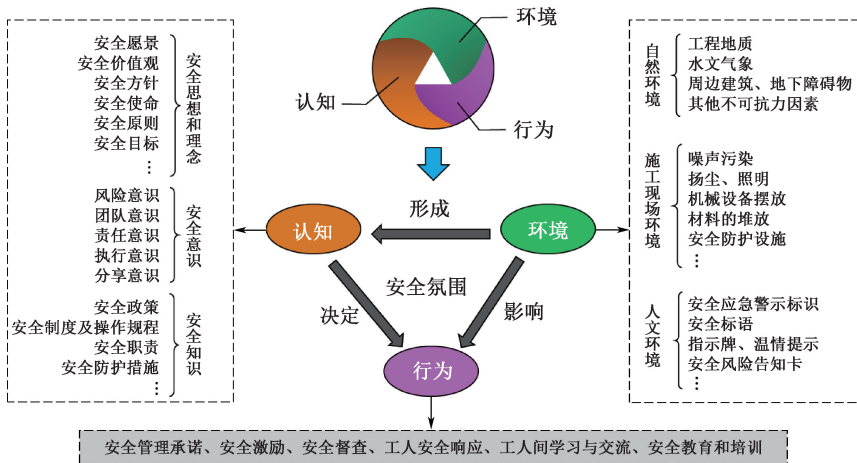 环境
认知
行为
安全愿景
安全价值观
安全方针
安全使命
安全原则
安全目标
…
安全思想和理念
风险意识
团队意识
责任意识
执行意识
分享意识
安全意识
安全政策
安全制度及操作规程
安全职责
安全防护措施
…
安全知识
认知
形成
环境
安全氛围
决定
影响
行为
自然环境
工程地质
水文气象
周边建筑、地下障碍物
其他不可抗力因素
施工现场环境
噪声污染
扬尘、照明
机械设备摆放
材料的堆放
安全防护设施
…
人文环境
安全应急警示标识
安全标语
指示牌、温情提示
安全风险告知卡
…
安全管理承诺、安全激励、安全督查、工人安全响应、工人间学习与交流、安全教育和培训